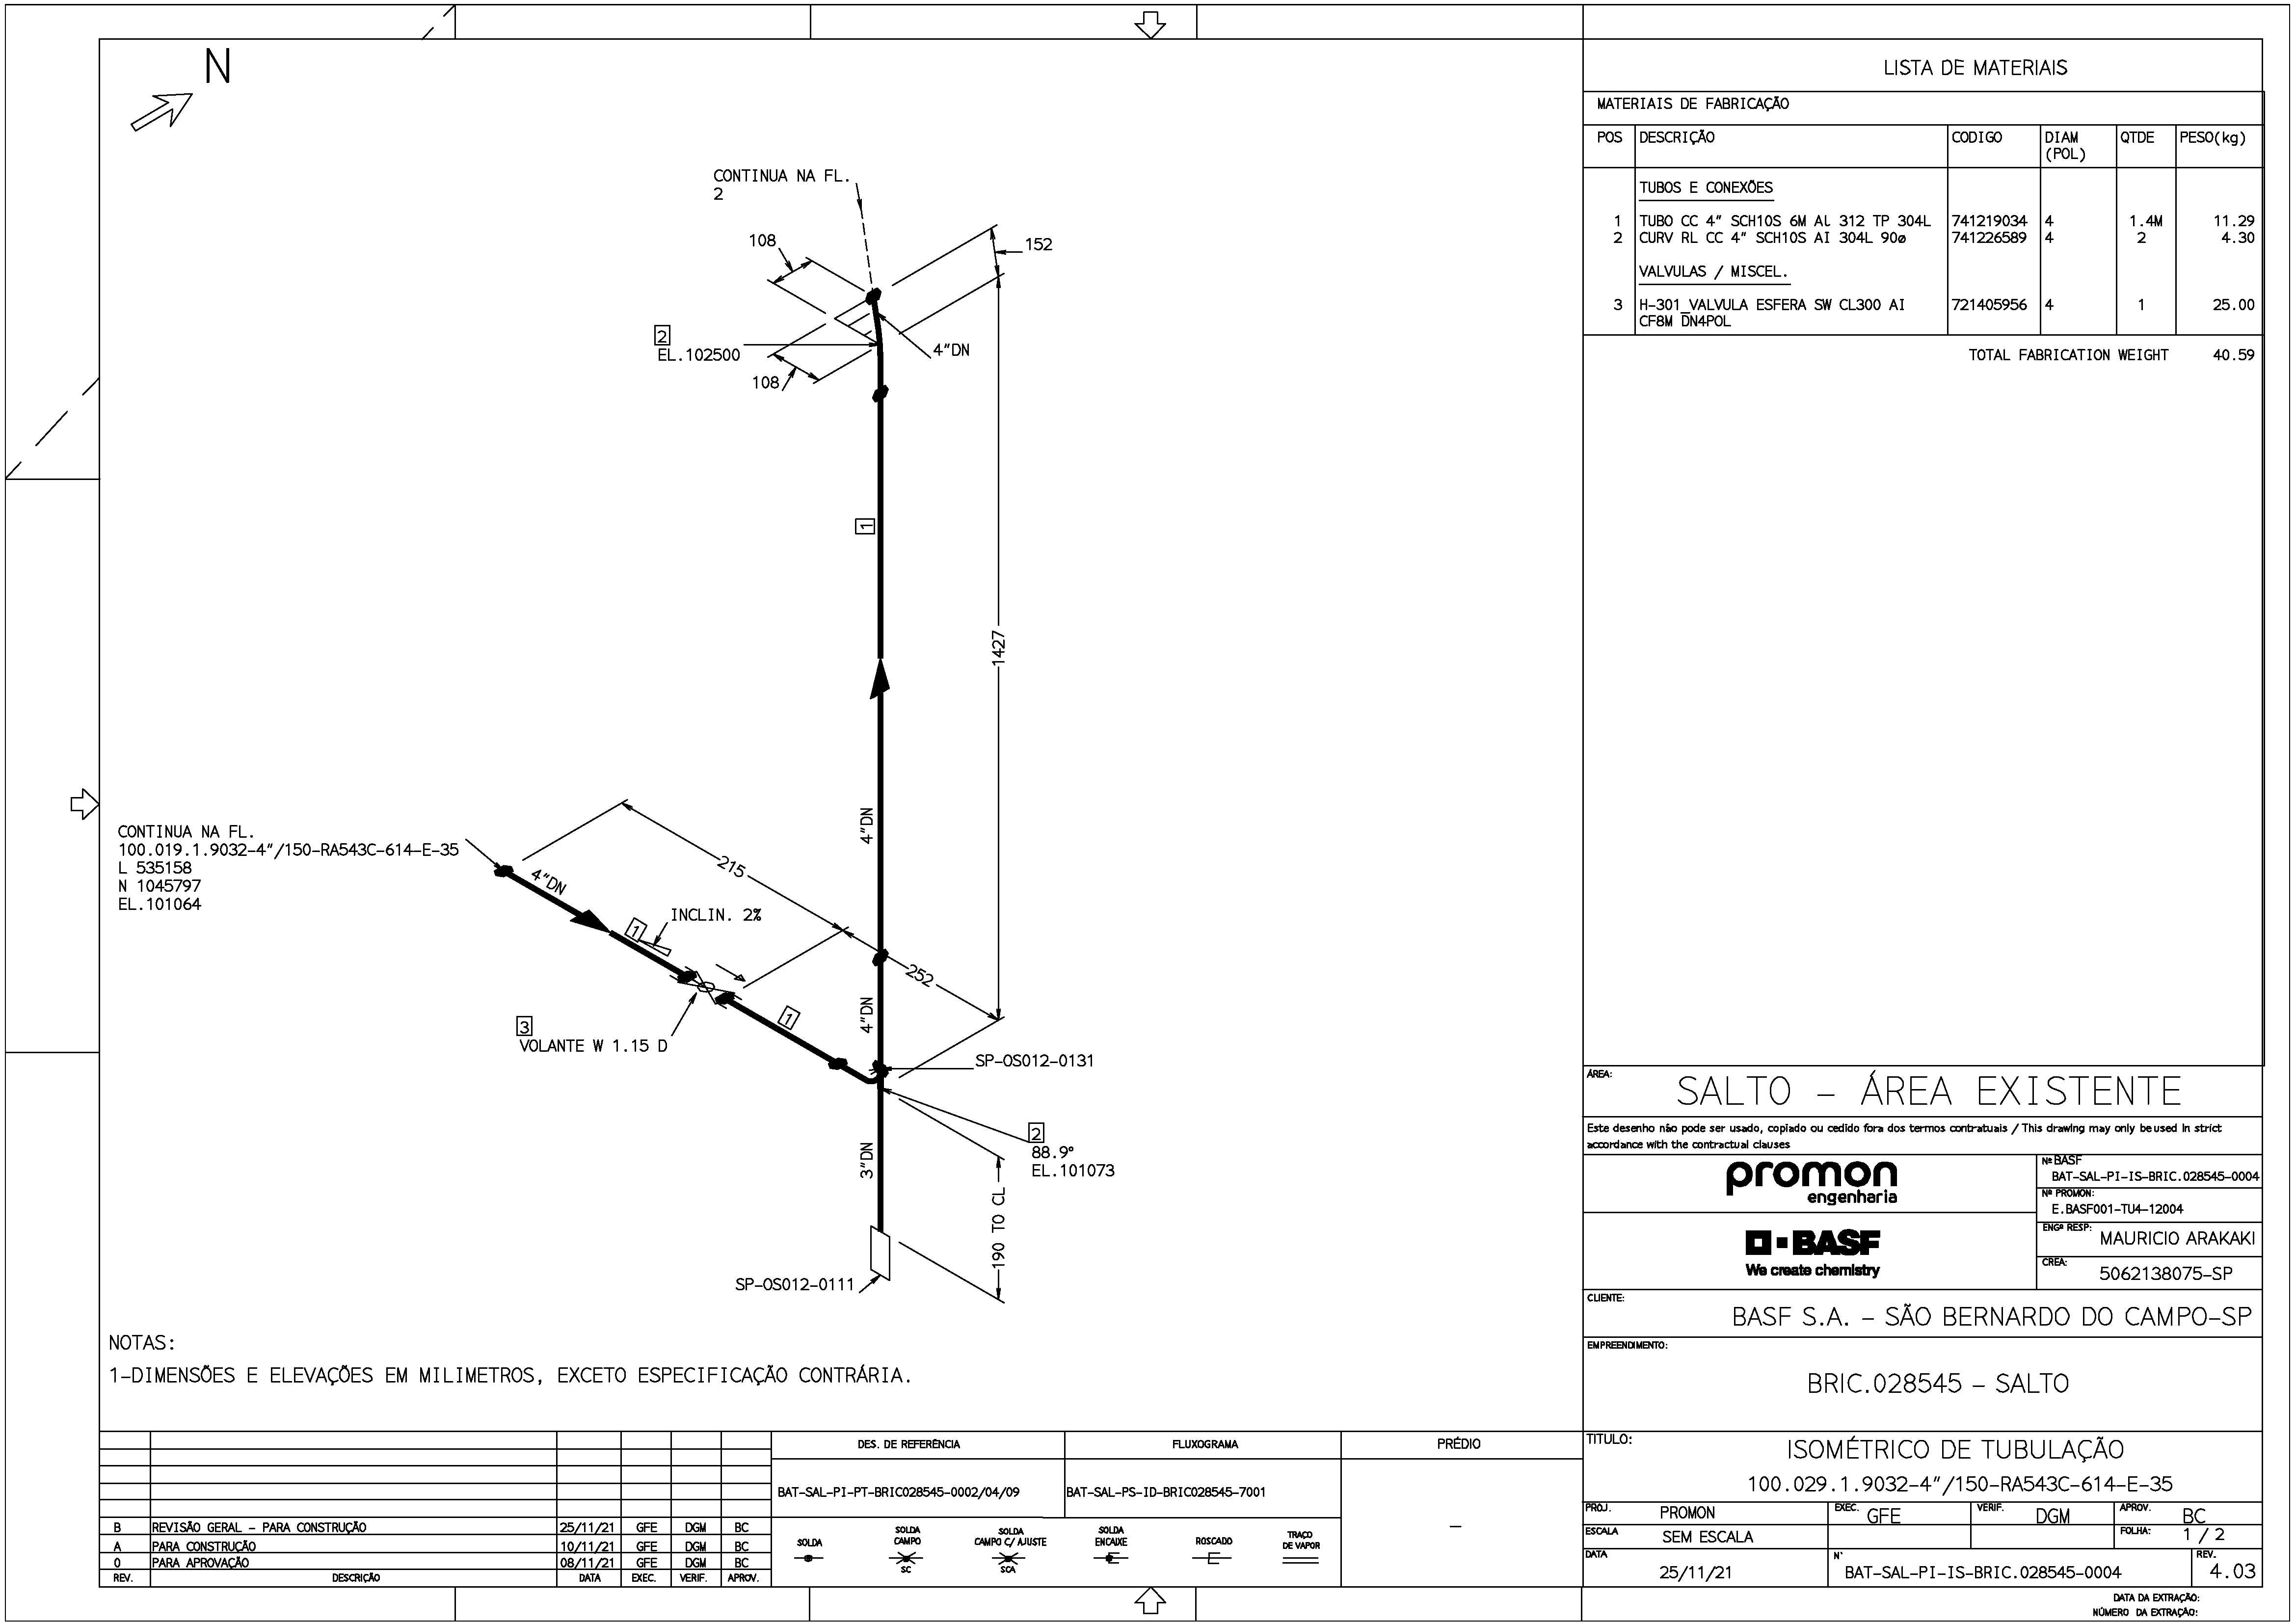 N
CONTINUA NA FL.
2
108
152
2
EL.102500
4"DN
108
1
1427
4"DN
CONTINUA NA FL.
100.019.1.9032-4"/150-RA543C-614-E-35
L 535158
N 1045797
EL.101064
4"DN
215
1
INCLIN. 2%
252
4"DN
1
3
VOLANTE W 1.15 D
SP-OS012-0131
2
88.9°
EL.101073
3"DN
190 TO CL
SP-OS012-0111
NOTAS:
1-DIMENSÕES E ELEVAÇÕES EM MILIMETROS, EXCETO ESPECIFICAÇÃO CONTRÁRIA.
LISTA DE MATERIAIS
MATERIAIS DE FABRICAÇÃO
POS DESCRIÇÃO CODIGO DIAM (POL) QTDE PESO(kg)
TUBOS E CONEXÕES
1 TUBO CC 4" SCH10S 6M Al 312 TP 304L 741219034 4 1.4M 11.29
2 CURV RL CC 4" SCH10S AI 304L 90ø 741226589 4 2 4.30
VALVULAS / MISCEL.
3 H-301_VALVULA ESFERA SW CL300 AI 721405956 4 1 25.00
CF8M DN4POL
TOTAL FABRICATION WEIGHT 40.59
ÁREA:
SALTO - ÁREA EXISTENTE
Este desenho não pode ser usado, copiado ou cedido fora dos termos contratuais / This drawing may only be used in strict
accordance with the contractual clauses
promon
engenharia
Nº BASF
BAT-SAL-PI-IS-BRIC.028545-0004
Nº PROMON:
E.BASF001-TU4-12004
BASF
We create chemistry
ENGº RESP:
MAURICIO ARAKAKI
CREA:
5062138075-SP
CLIENTE:
BASF S.A. - SÃO BERNARDO DO CAMPO-SP
EMPREENDIMENTO:
BRIC.028545 - SALTO
TITULO:
ISOMÉTRICO DE TUBULAÇÃO
100.029.1.9032-4"/150-RA543C-614-E-35
PROJ. PROMON EXEC. GFE VERIF. DGM APROV. BC
ESCALA SEM ESCALA FOLHA: 1 / 2
DATA 25/11/21 N° BAT-SAL-PI-IS-BRIC.028545-0004 REV. 4.03
DATA DA EXTRAÇÃO:
NÚMERO DA EXTRAÇÃO:
B REVISÃO GERAL - PARA CONSTRUÇÃO 25/11/21 GFE DGM BC
A PARA CONSTRUÇÃO 10/11/21 GFE DGM BC
0 PARA APROVAÇÃO 08/11/21 GFE DGM BC
REV. DESCRIÇÃO DATA EXEC. VERIF. APROV.
DES. DE REFERÊNCIA FLUXOGRAMA PRÉDIO
BAT-SAL-PI-PT-BRIC028545-0002/04/09 BAT-SAL-PS-ID-BRIC028545-7001 -
SOLDA
SOLDA CAMPO
SC
SOLDA CAMPO C/ AJUSTE
SCA
SOLDA ENCAIXE
ROSCADO
TRAÇO DE VAPOR